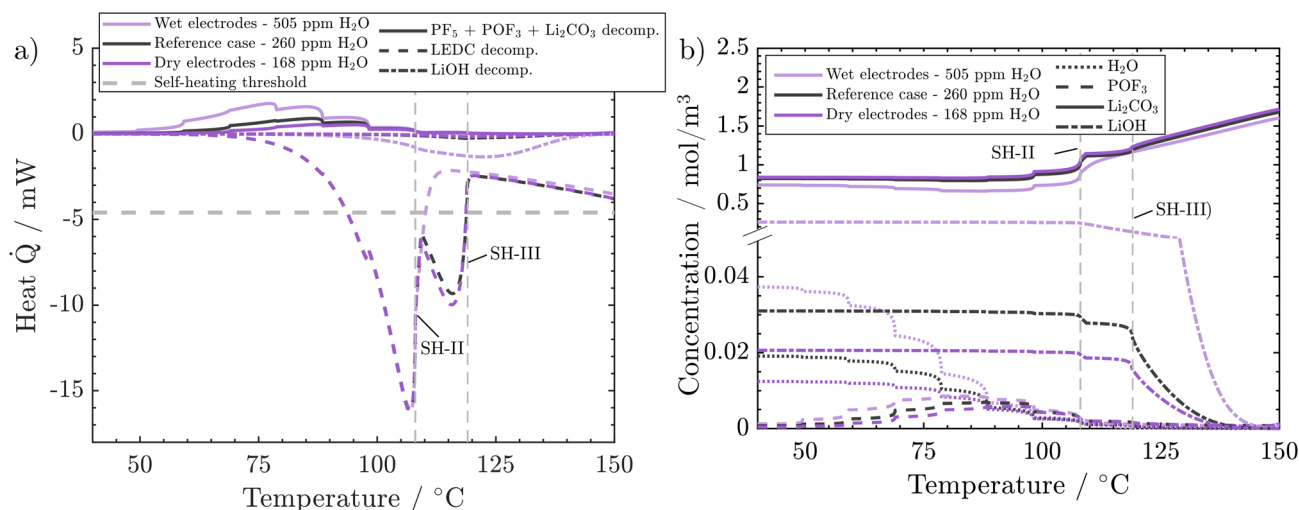 a)
Wet electrodes - 505 ppm H₂O
Reference case - 260 ppm H₂O
Dry electrodes - 168 ppm H₂O
Self-heating threshold
PF₅ + POF₃ + Li₂CO₃ decomp.
LEDC decomp.
LiOH decomp.
Heat Q̇ / mW
5
0
-5
-10
-15
SH-III
SH-II
50 75 100 125 150
Temperature / °C
b)
Wet electrodes - 505 ppm H₂O
Reference case - 260 ppm H₂O
Dry electrodes - 168 ppm H₂O
H₂O
POF₃
Li₂CO₃
LiOH
Concentration / mol/m³
2.5
2
1.5
1
0.5
0.04
0.02
0
SH-II
SH-III)
50 75 100 125 150
Temperature / °C